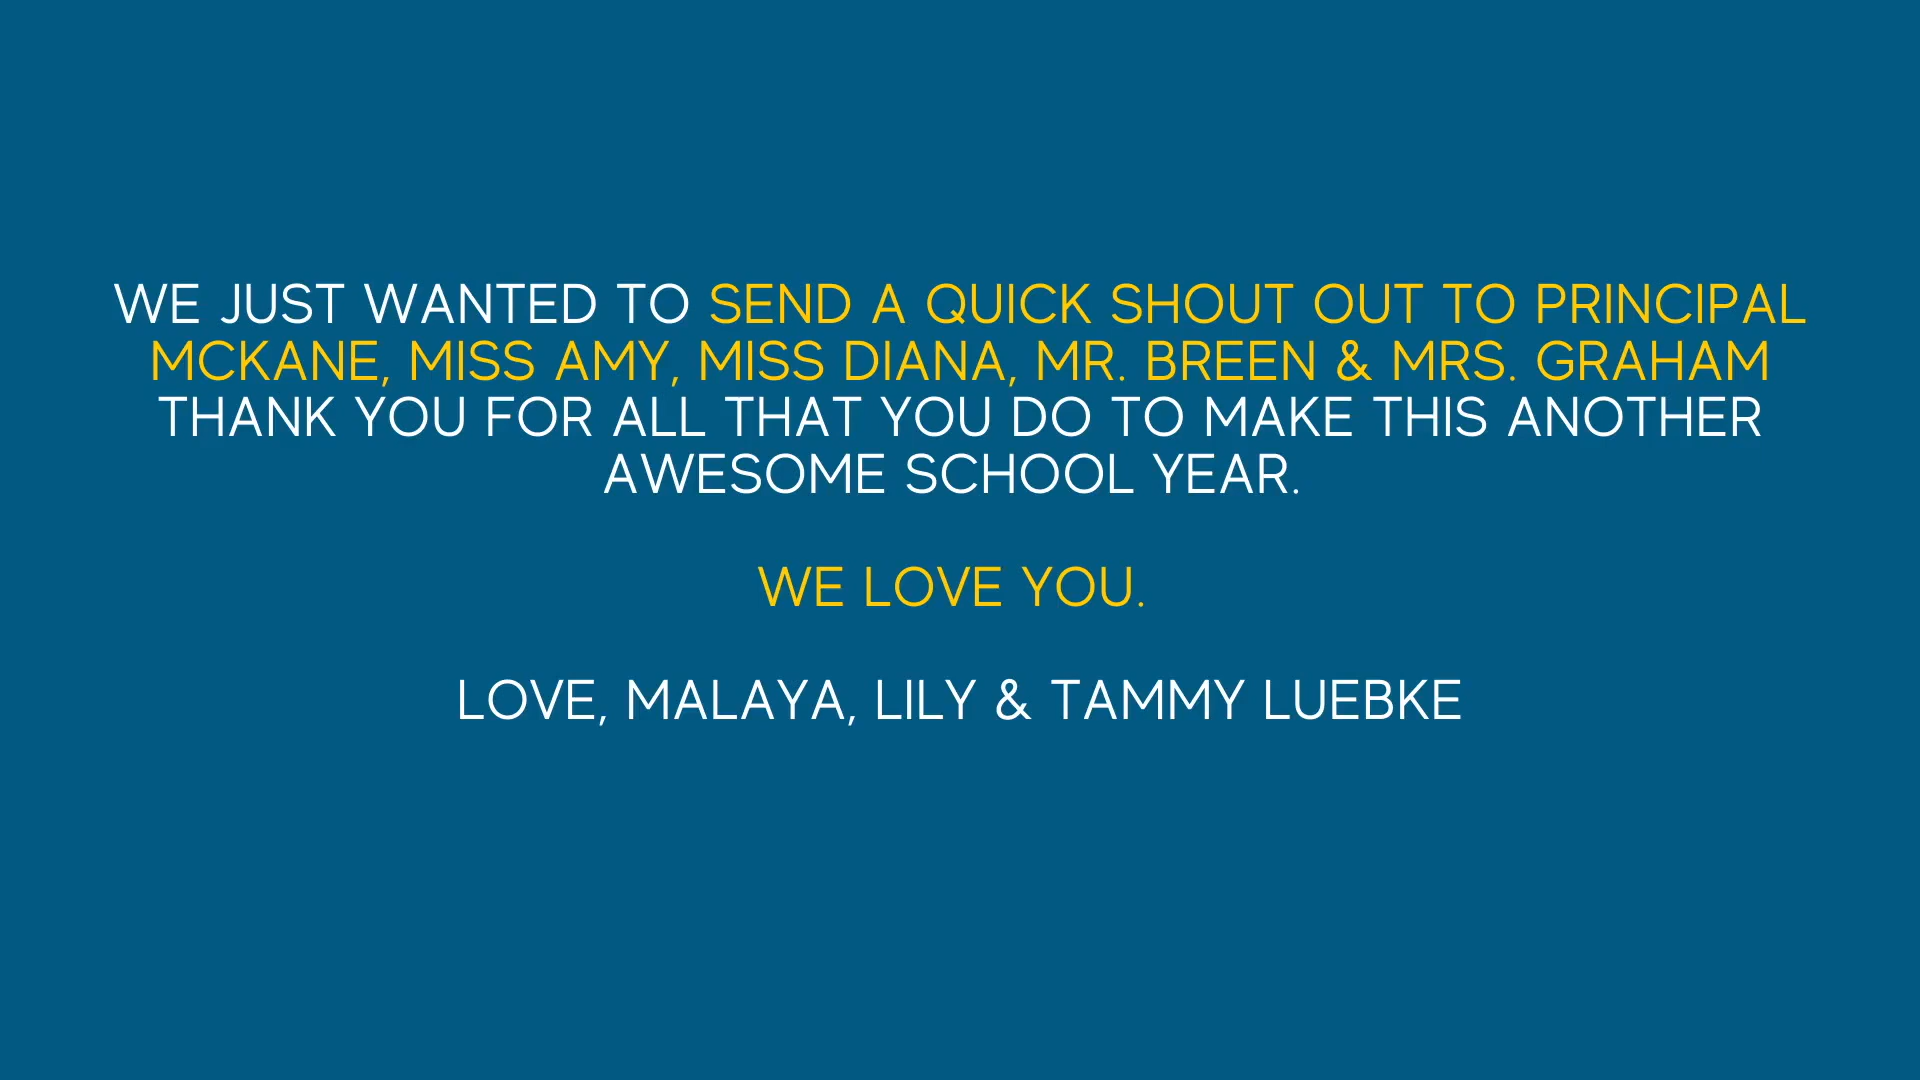 WE JUST WANTED TO SEND A QUICK SHOUT OUT TO PRINCIPAL
MCKANE, MISS AMY, MISS DIANA, MR. BREEN & MRS. GRAHAM
THANK YOU FOR ALL THAT YOU DO TO MAKE THIS ANOTHER
AWESOME SCHOOL YEAR.
WE LOVE YOU.
LOVE, MALAYA, LILY & TAMMY LUEBKE